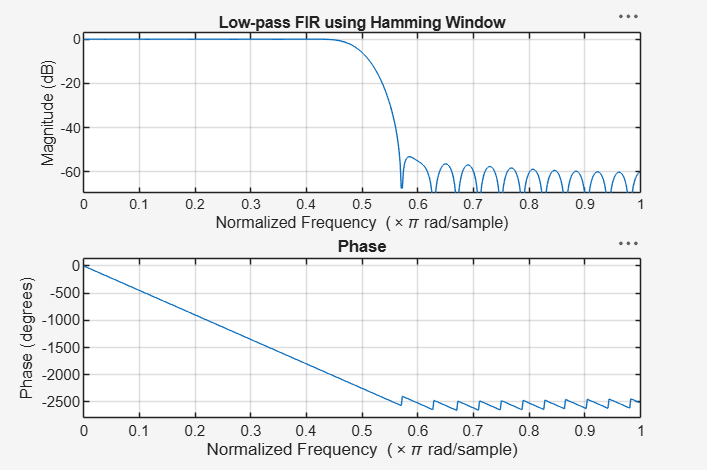 Low-pass FIR using Hamming Window
Magnitude (dB)
0
-20
-40
-60
0 0.1 0.2 0.3 0.4 0.5 0.6 0.7 0.8 0.9 1
Normalized Frequency (× π rad/sample)
Phase
Phase (degrees)
0
-500
-1000
-1500
-2000
-2500
0 0.1 0.2 0.3 0.4 0.5 0.6 0.7 0.8 0.9 1
Normalized Frequency (× π rad/sample)